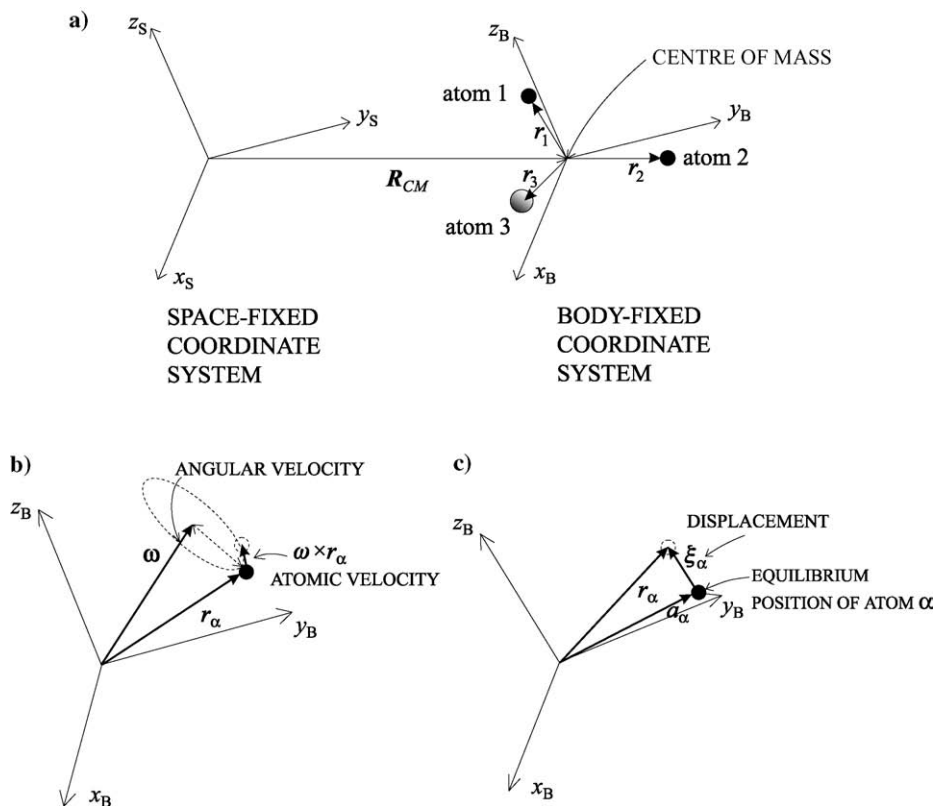 a)
z_S
z_B
CENTRE OF MASS
atom 1
y_S
y_B
r_1
atom 2
R_CM
r_3
r_2
atom 3
x_S
x_B
SPACE-FIXED
COORDINATE
SYSTEM
BODY-FIXED
COORDINATE
SYSTEM
b)
ANGULAR VELOCITY
z_B
ω
ω × r_α
ATOMIC VELOCITY
r_α
y_B
x_B
c)
z_B
DISPLACEMENT
ξ_α
EQUILIBRIUM
POSITION OF ATOM α
r_α
a_α
y_B
x_B